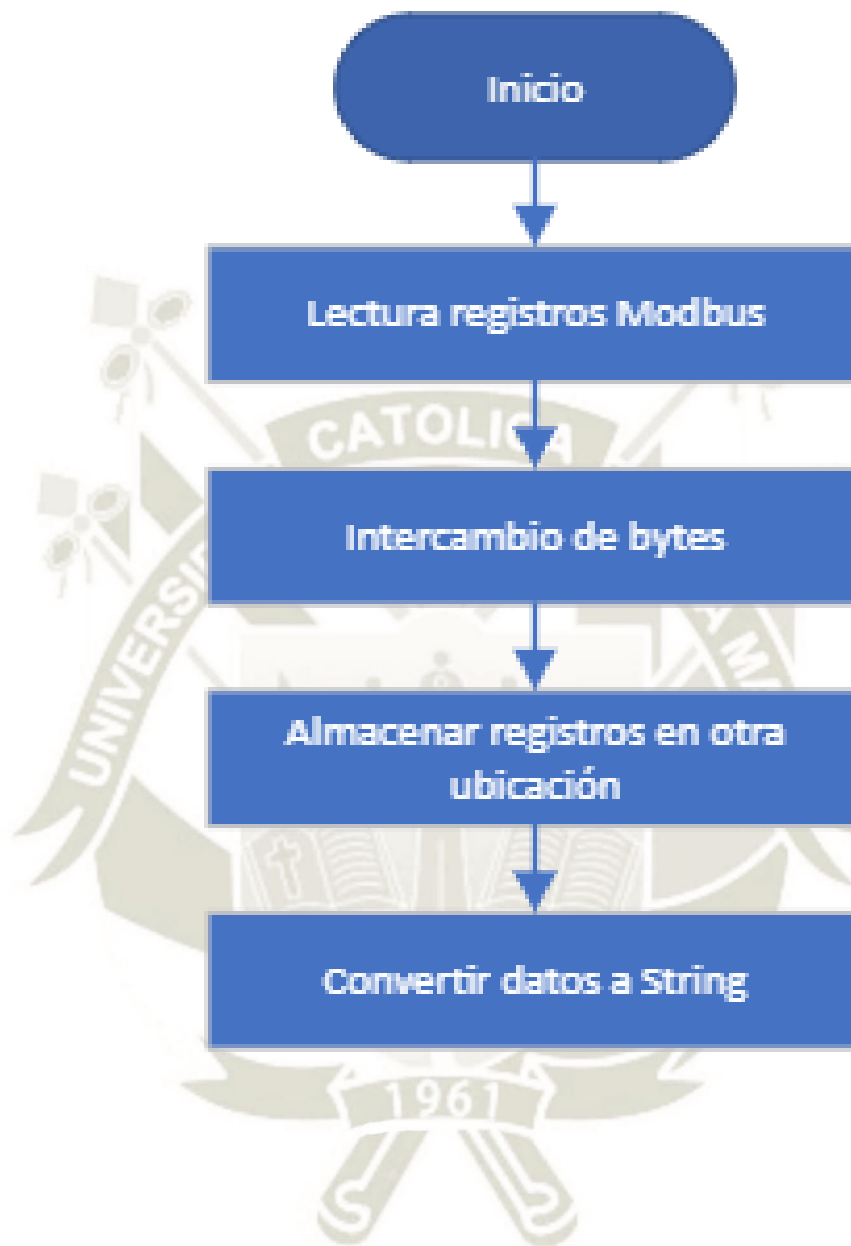 Inicio
Lectura registros Modbus
CATOLICA
Intercambio de bytes
Almacenar registros en otra
ubicación
Convertir datos a String
1961